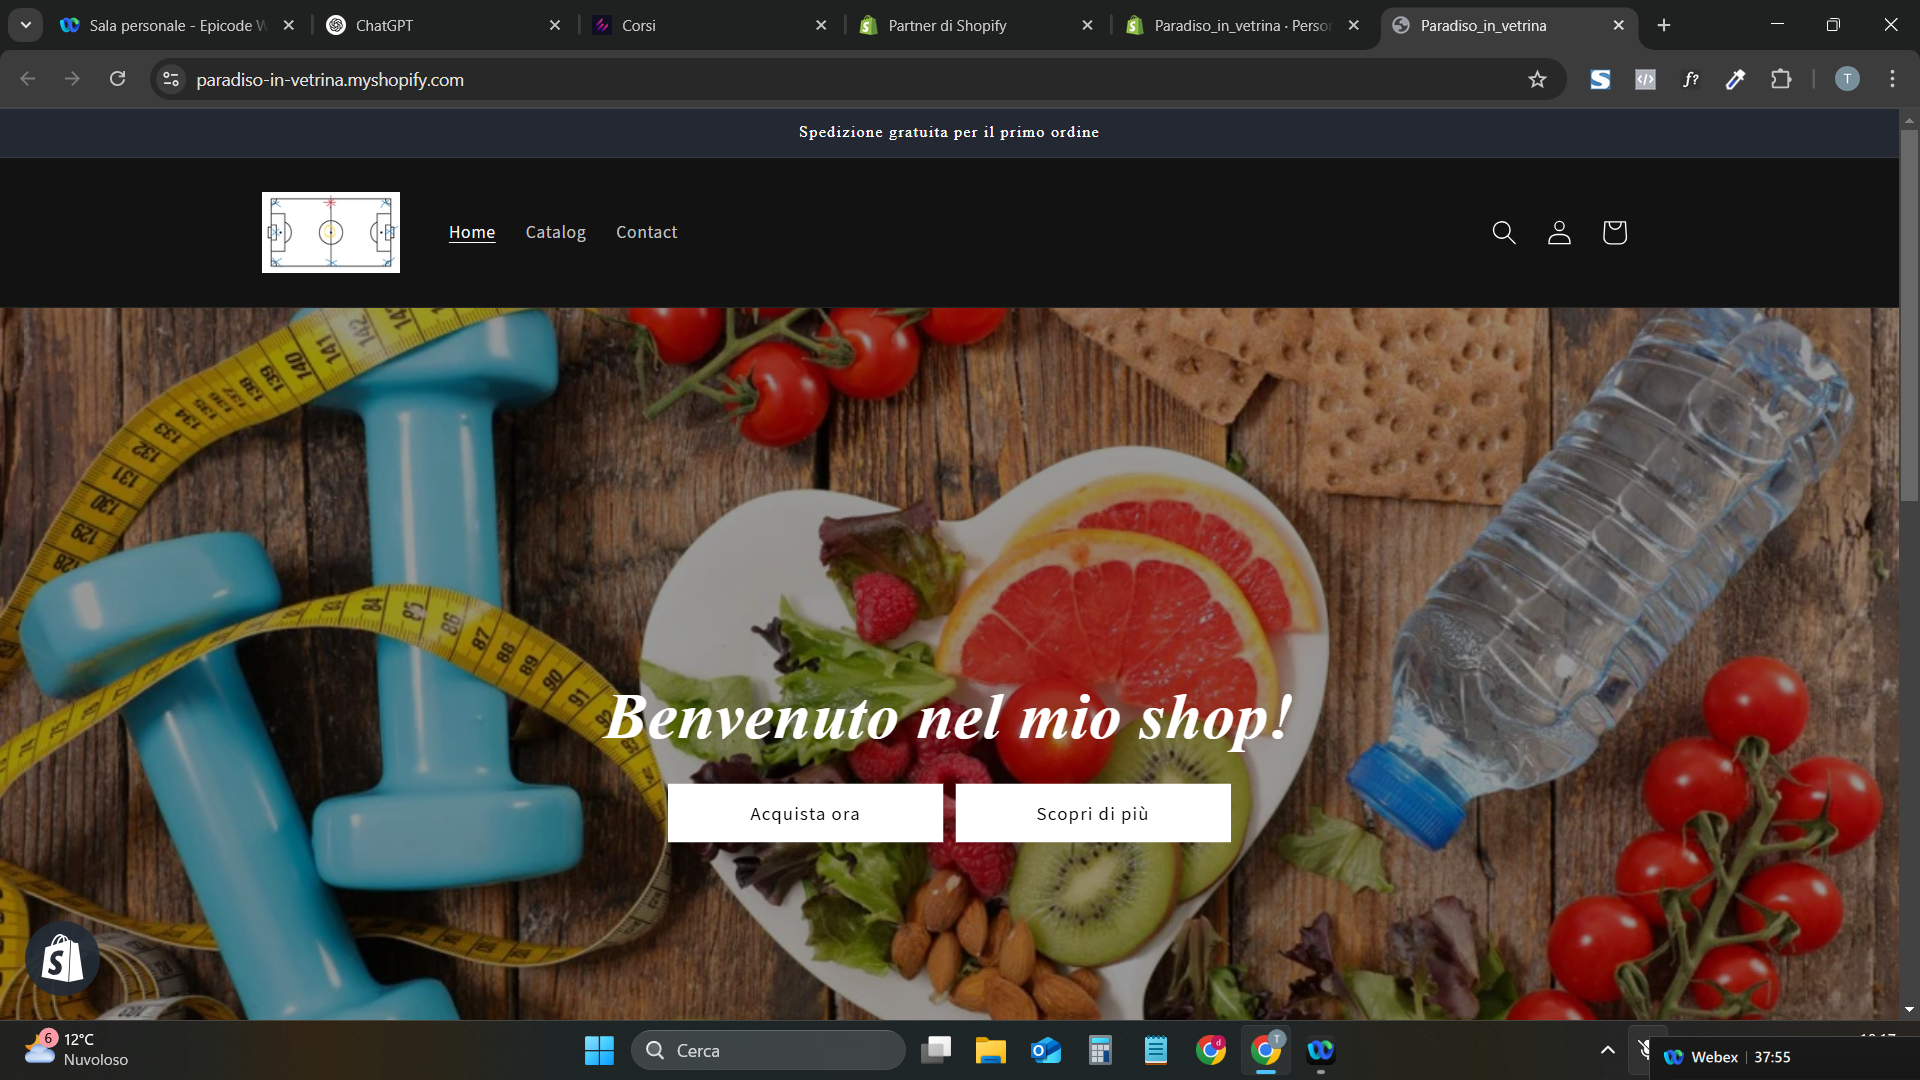 Sala personale - Epicode W
ChatGPT
Corsi
Partner di Shopify
Paradiso_in_vetrina · Perso
Paradiso_in_vetrina
paradiso-in-vetrina.myshopify.com
T
Spedizione gratuita per il primo ordine
Home
Catalog
Contact
Benvenuto nel mio shop!
Acquista ora
Scopri di più
6
12°C
Nuvoloso
Cerca
Webex
37:55